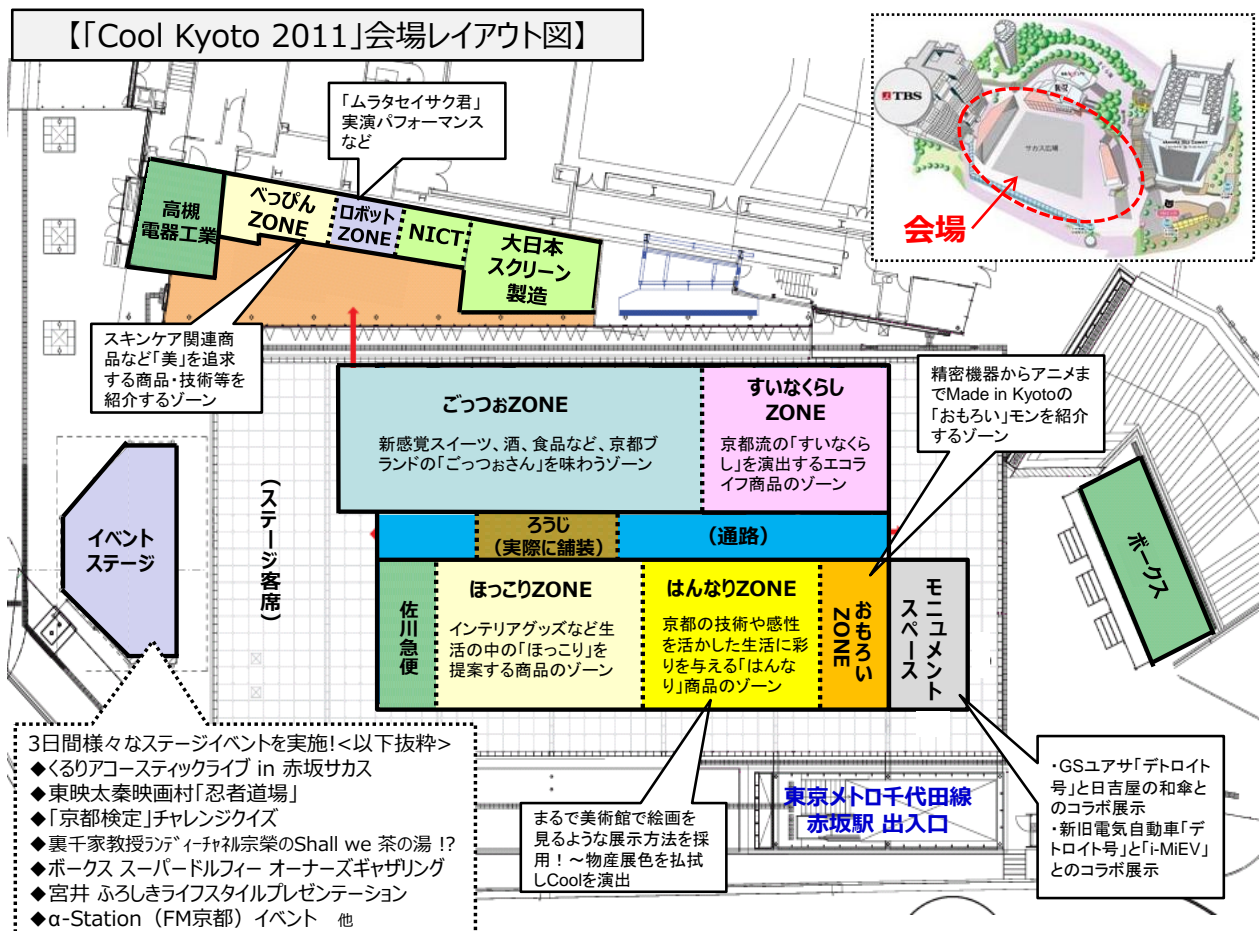 【「Cool Kyoto 2011」会場レイアウト図】
TBS
サカス広場
会場
「ムラタセイサク君」
実演パフォーマンス
など
高槻
電器工業
べっぴん
ZONE
ロボット
ZONE
NICT
大日本
スクリーン
製造
スキンケア関連商
品など「美」を追求
する商品・技術等を
紹介するゾーン
ごっつぉZONE
新感覚スイーツ、酒、食品など、京都ブ
ランドの「ごっつぉさん」を味わうゾーン
すいなくらし
ZONE
京都流の「すいなくら
し」を演出するエコラ
イフ商品のゾーン
精密機器からアニメま
でMade in Kyotoの
「おもろい」モンを紹介
するゾーン
イベント
ステージ
(ステージ客席)
ろうじ
(実際に舗装)
(通路)
佐川急便
ほっこりZONE
インテリアグッズなど生
活の中の「ほっこり」を
提案する商品のゾーン
はんなりZONE
京都の技術や感性
を活かした生活に彩
りを与える「はんな
り」商品のゾーン
おもろい
ZONE
モニュメント
スペース
ボークス
3日間様々なステージイベントを実施!<以下抜粋>
◆くるりアコースティックライブ in 赤坂サカス
◆東映太秦映画村「忍者道場」
◆「京都検定」チャレンジクイズ
◆裏千家教授ﾗﾝﾃﾞｨｰﾁｬﾈﾙ宗榮のShall we 茶の湯 !?
◆ボークス スーパードルフィー オーナーズギャザリング
◆宮井 ふろしきライフスタイルプレゼンテーション
◆α-Station（FM京都）イベント 他
まるで美術館で絵画を
見るような展示方法を採
用！～物産展色を払拭
しCoolを演出
東京メトロ千代田線
赤坂駅 出入口
・GSユアサ「デトロイト
号」と日吉屋の和傘と
のコラボ展示
・新旧電気自動車「デ
トロイト号」と「i-MiEV」
とのコラボ展示